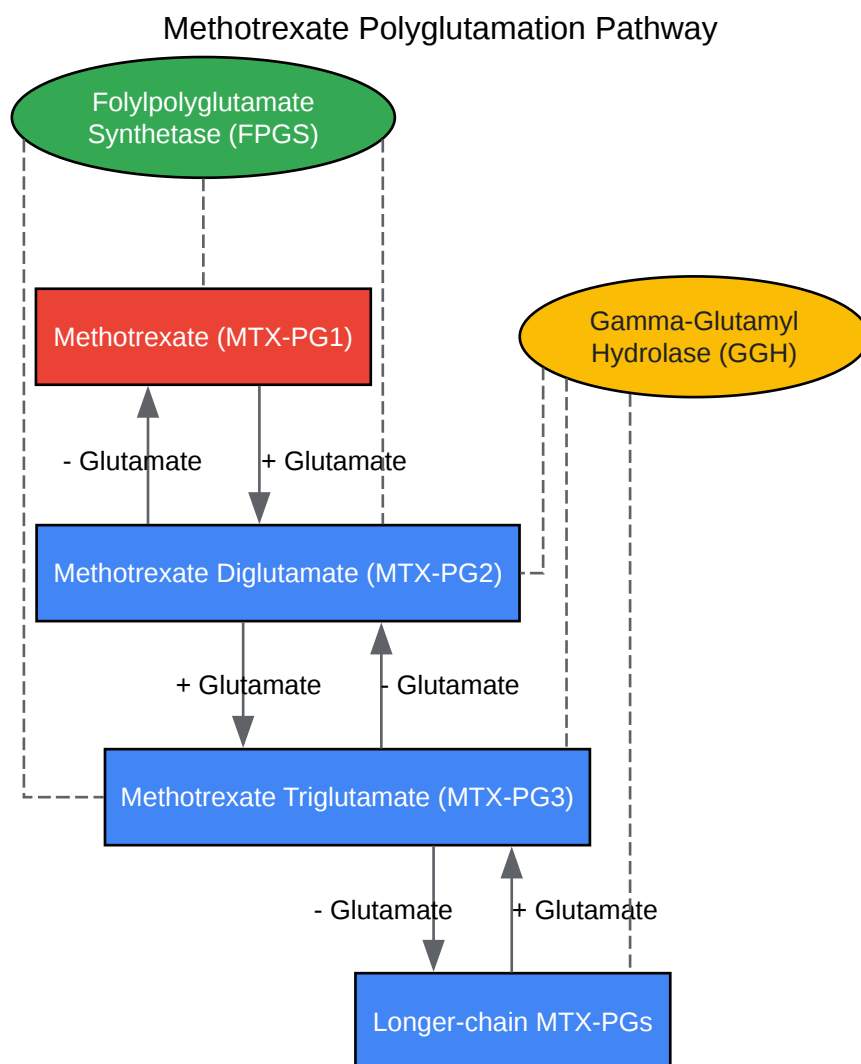 Methotrexate Polyglutamation Pathway
Folylpolyglutamate
Synthetase (FPGS)
Methotrexate (MTX-PG1)
Gamma-Glutamyl
Hydrolase (GGH)
- Glutamate
+ Glutamate
Methotrexate Diglutamate (MTX-PG2)
+ Glutamate
- Glutamate
Methotrexate Triglutamate (MTX-PG3)
- Glutamate
+ Glutamate
Longer-chain MTX-PGs